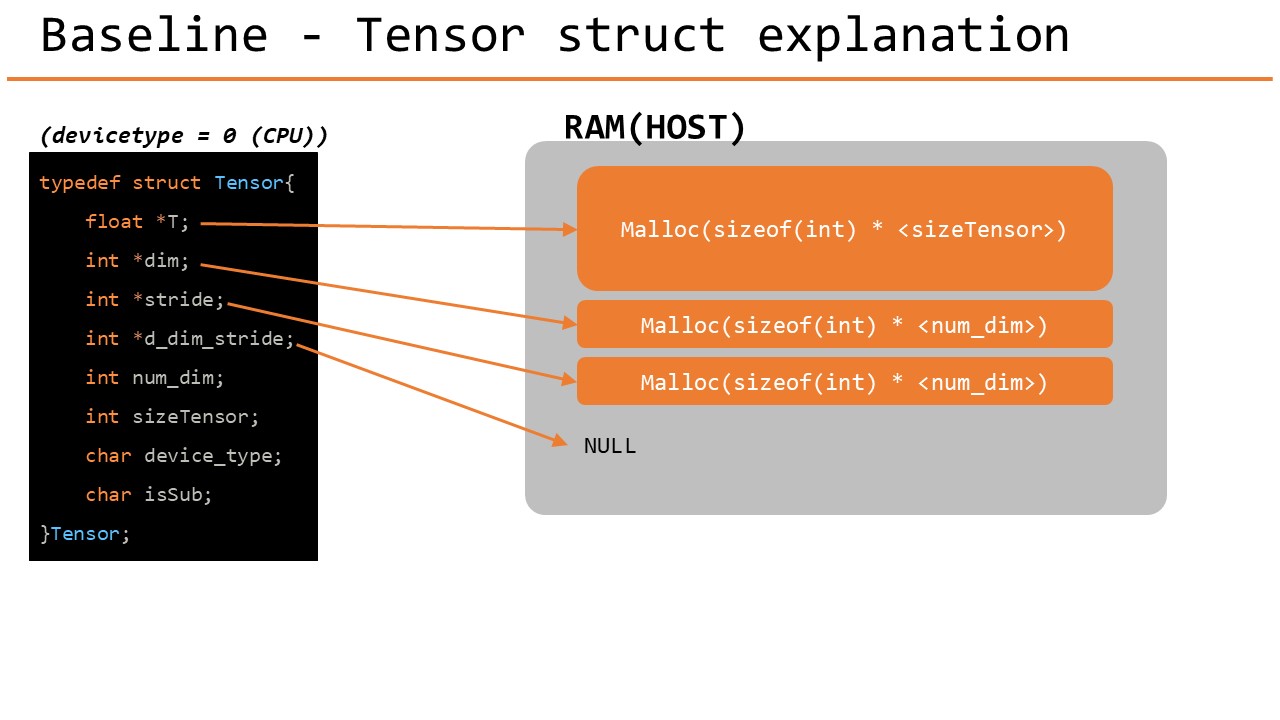 Baseline - Tensor struct explanation
(devicetype = 0 (CPU))
typedef struct Tensor{
float *T;
int *dim;
int *stride;
int *d_dim_stride;
int num_dim;
int sizeTensor;
char device_type;
char isSub;
}Tensor;
RAM(HOST)
Malloc(sizeof(int) * <sizeTensor>)
Malloc(sizeof(int) * <num_dim>)
Malloc(sizeof(int) * <num_dim>)
NULL